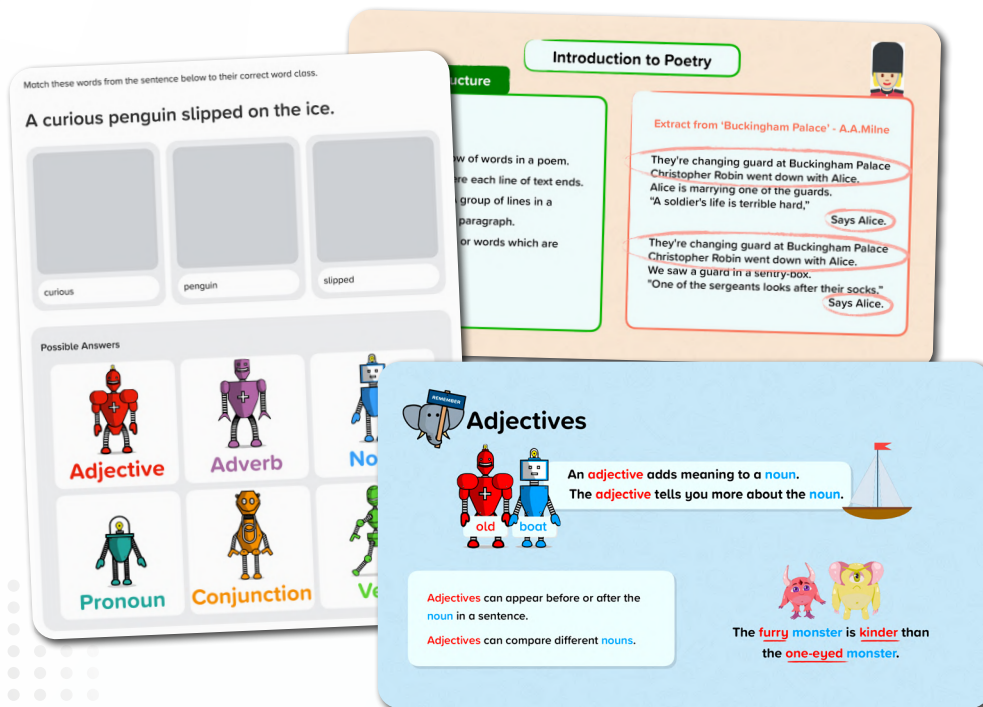 Match these words from the sentence below to their correct word class.
A curious penguin slipped on the ice.
curious
penguin
slipped
Possible Answers
Adjective
Adverb
No
Pronoun
Conjunction
Ve
Introduction to Poetry
ucture
ow of words in a poem.
ere each line of text ends.
group of lines in a
paragraph.
or words which are
Extract from 'Buckingham Palace' - A.A.Milne
They're changing guard at Buckingham Palace
Christopher Robin went down with Alice.
Alice is marrying one of the guards.
"A soldier's life is terrible hard,"
Says Alice.
They're changing guard at Buckingham Palace
Christopher Robin went down with Alice.
We saw a guard in a sentry-box.
"One of the sergeants looks after their socks,"
Says Alice.
REMEMBER
Adjectives
old
boat
An adjective adds meaning to a noun.
The adjective tells you more about the noun.
Adjectives can appear before or after the
noun in a sentence.
Adjectives can compare different nouns.
The furry monster is kinder than
the one-eyed monster.